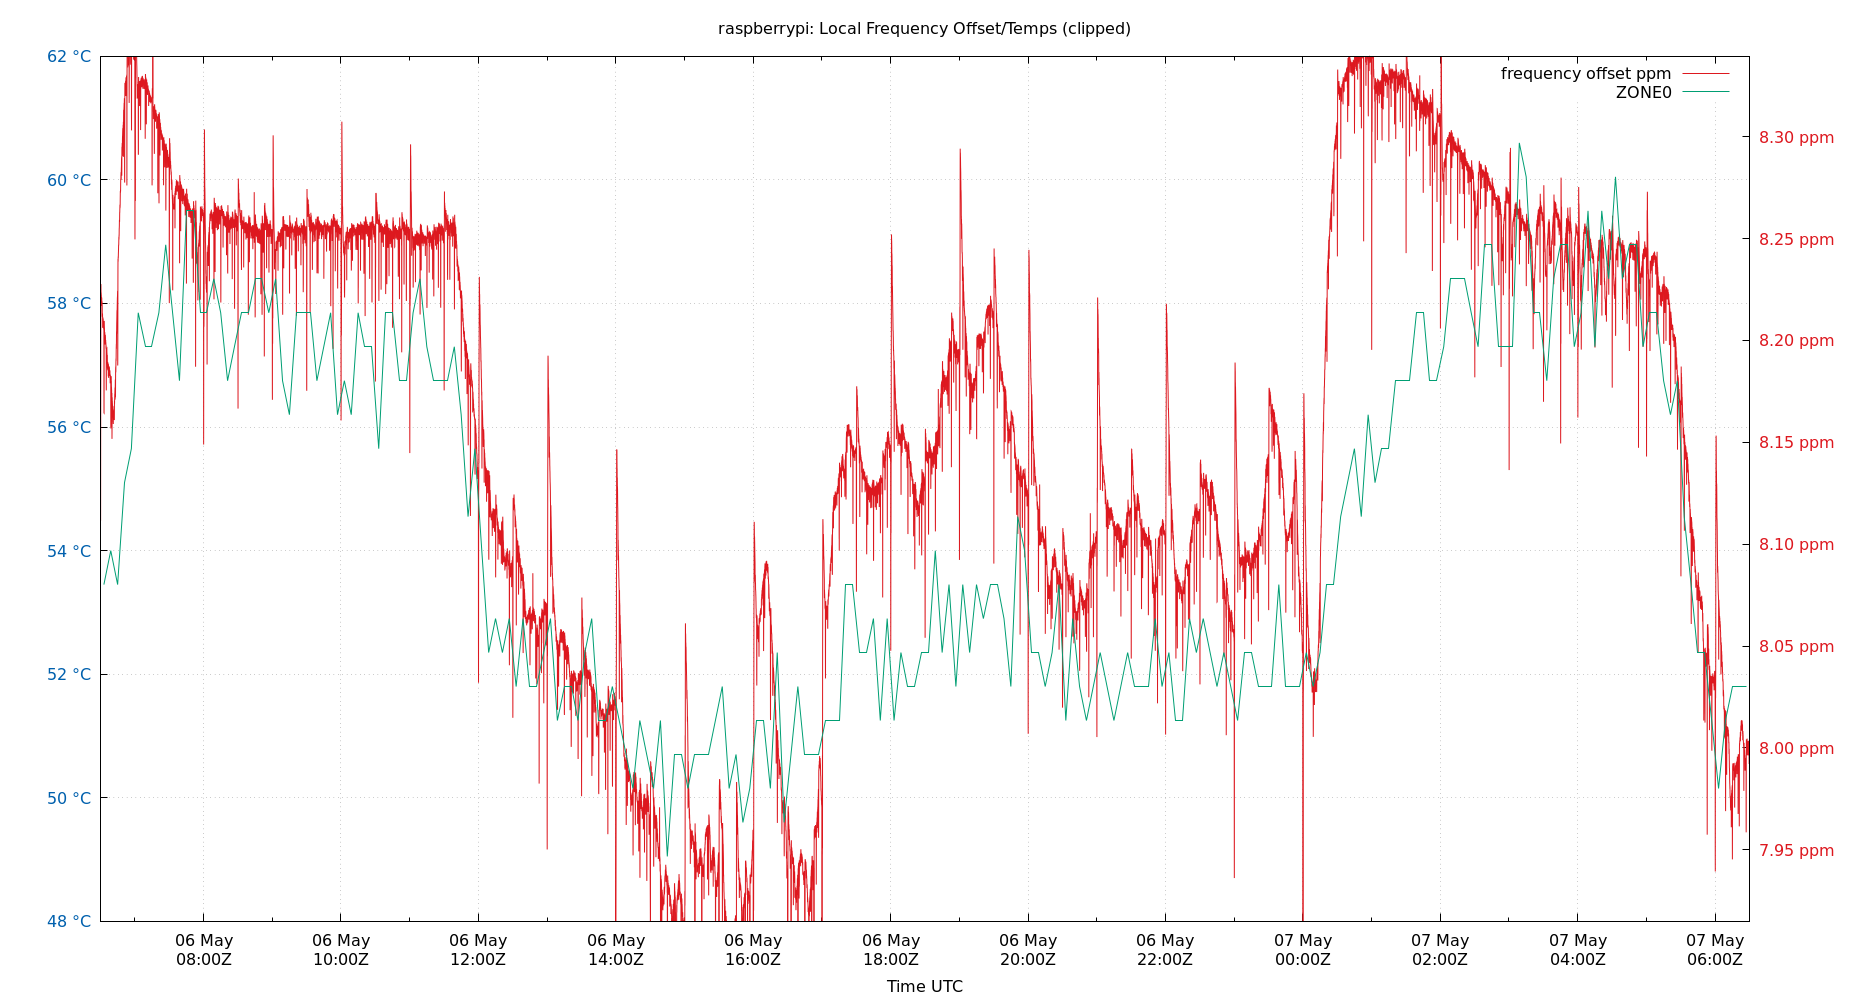 raspberrypi: Local Frequency Offset/Temps (clipped)
frequency offset ppm
ZONE0
62 °C
60 °C
58 °C
56 °C
54 °C
52 °C
50 °C
48 °C
8.30 ppm
8.25 ppm
8.20 ppm
8.15 ppm
8.10 ppm
8.05 ppm
8.00 ppm
7.95 ppm
06 May 06 May 06 May 06 May 06 May 06 May 06 May 06 May 07 May 07 May 07 May 07 May
08:00Z 10:00Z 12:00Z 14:00Z 16:00Z 18:00Z 20:00Z 22:00Z 00:00Z 02:00Z 04:00Z 06:00Z
Time UTC